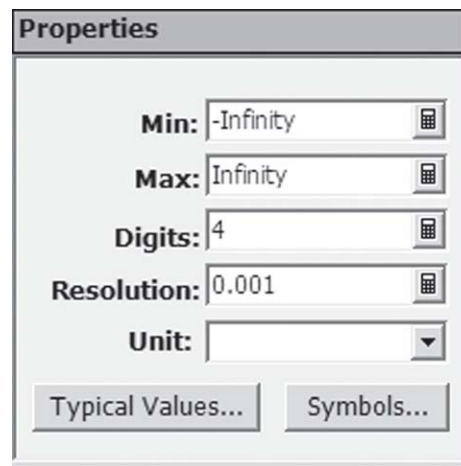 Properties
Min: -Infinity
Max: Infinity
Digits: 4
Resolution: 0.001
Unit:
Typical Values... Symbols...